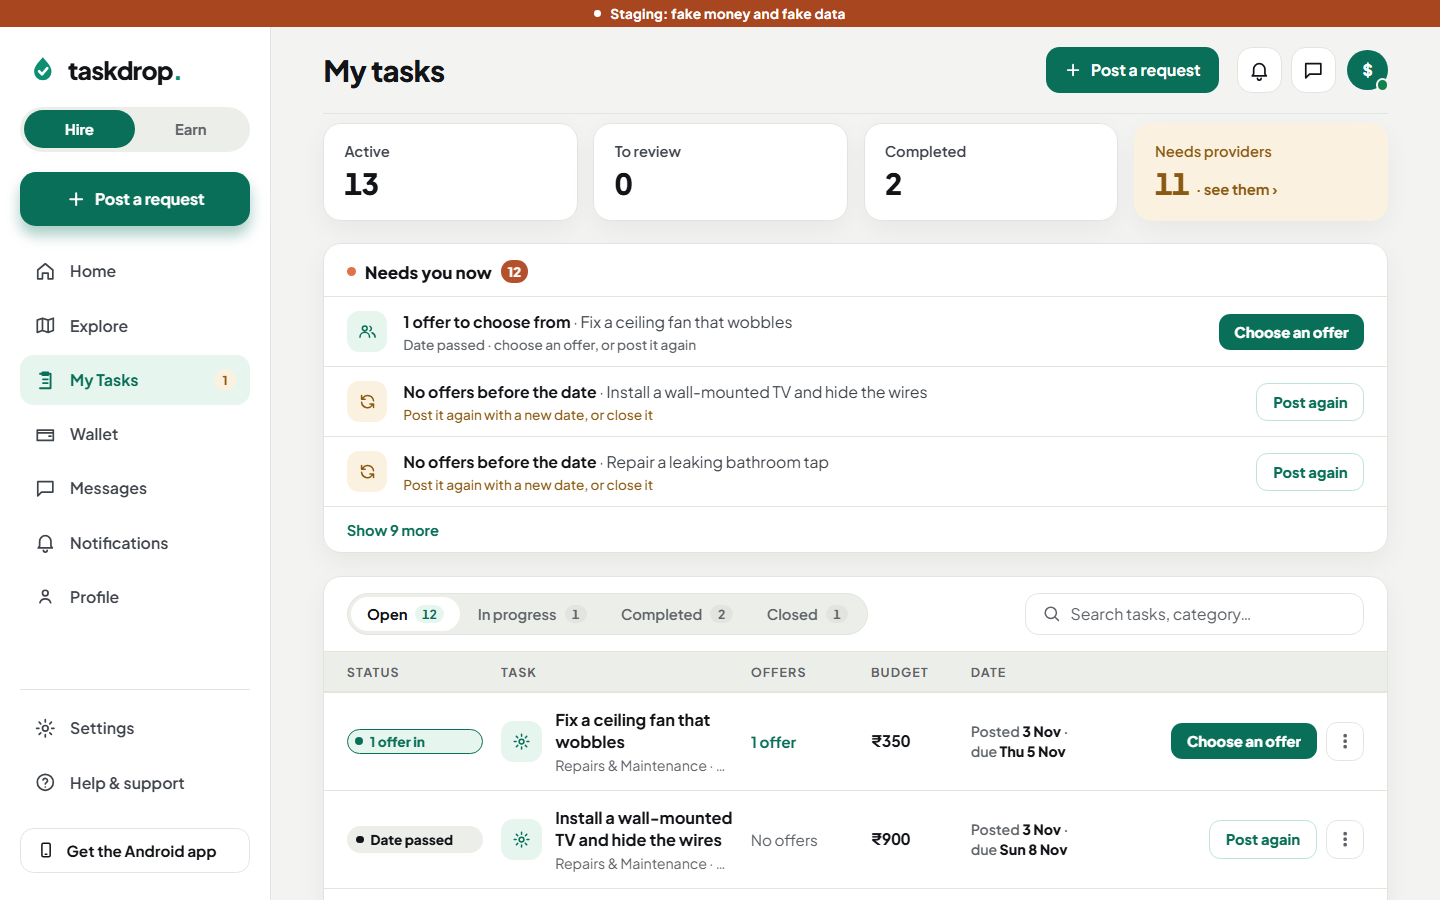 Staging: fake money and fake data
taskdrop.
Hire
Earn
Post a request
Home
Explore
My Tasks
1
Wallet
Messages
Notifications
Profile
Settings
Help & support
Get the Android app
My tasks
Post a request
$
Active
13
To review
0
Completed
2
Needs providers
11 · see them ›
Needs you now 12
1 offer to choose from · Fix a ceiling fan that wobbles
Date passed · choose an offer, or post it again
Choose an offer
No offers before the date · Install a wall-mounted TV and hide the wires
Post it again with a new date, or close it
Post again
No offers before the date · Repair a leaking bathroom tap
Post it again with a new date, or close it
Post again
Show 9 more
Open 12
In progress 1
Completed 2
Closed 1
Search tasks, category...
STATUS
TASK
OFFERS
BUDGET
DATE
1 offer in
Fix a ceiling fan that
wobbles
Repairs & Maintenance · ...
1 offer
₹350
Posted 3 Nov ·
due Thu 5 Nov
Choose an offer
Date passed
Install a wall-mounted
TV and hide the wires
Repairs & Maintenance · ...
No offers
₹900
Posted 3 Nov ·
due Sun 8 Nov
Post again